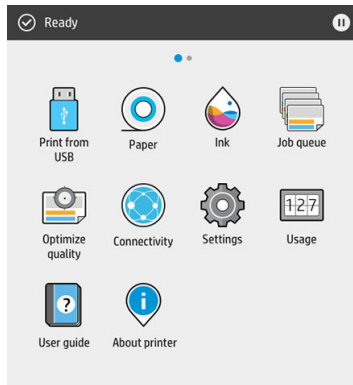 Ready
Print from
USB
Paper
Ink
Job queue
Optimize
quality
Connectivity
Settings
127
Usage
?
User guide
i
About printer